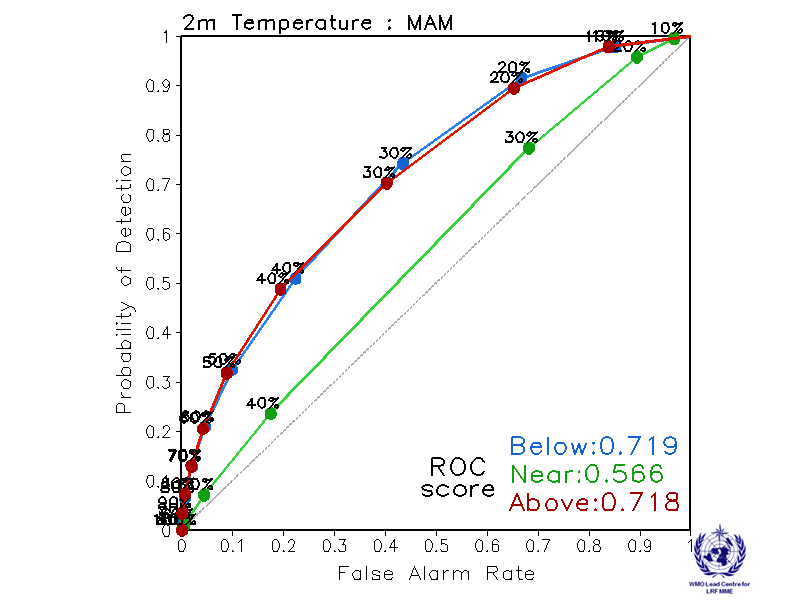 2m Temperature : MAM
Probability of Detection
1
0.9
0.8
0.7
0.6
0.5
0.4
0.3
0.2
0.1
0
10%
20%
20%
20%
30%
30%
30%
40%
40%
40%
50%
50%
60%
70%
ROC
score
Below:0.719
Near:0.566
Above:0.718
0 0.1 0.2 0.3 0.4 0.5 0.6 0.7 0.8 0.9 1
False Alarm Rate
WMO Lead Centre for
LRF MME